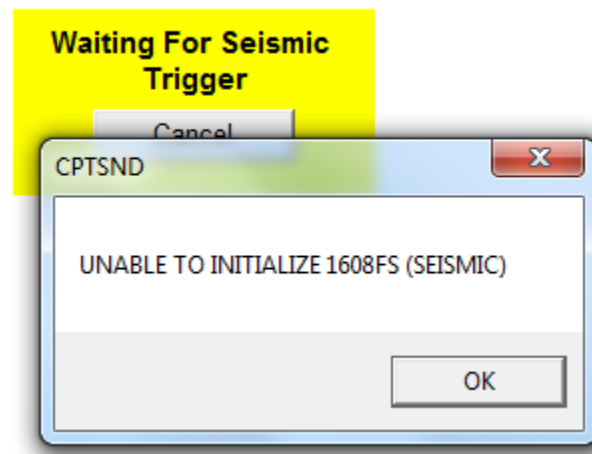 Waiting For Seismic
Trigger
Cancel
CPTSND
UNABLE TO INITIALIZE 1608FS (SEISMIC)
OK